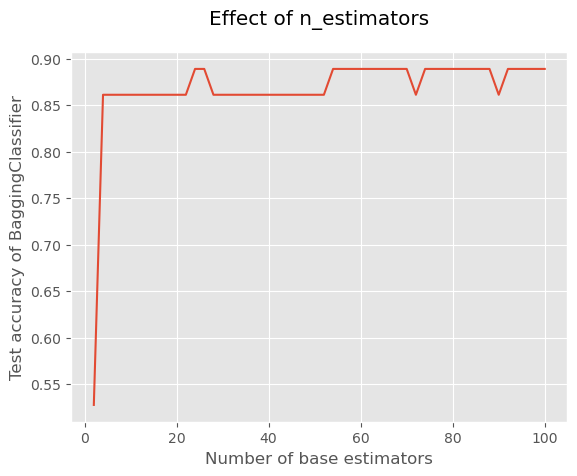 Effect of n_estimators
0.90
0.85
0.80
0.75
0.70
0.65
0.60
0.55
Test accuracy of BaggingClassifier
0 20 40 60 80 100
Number of base estimators